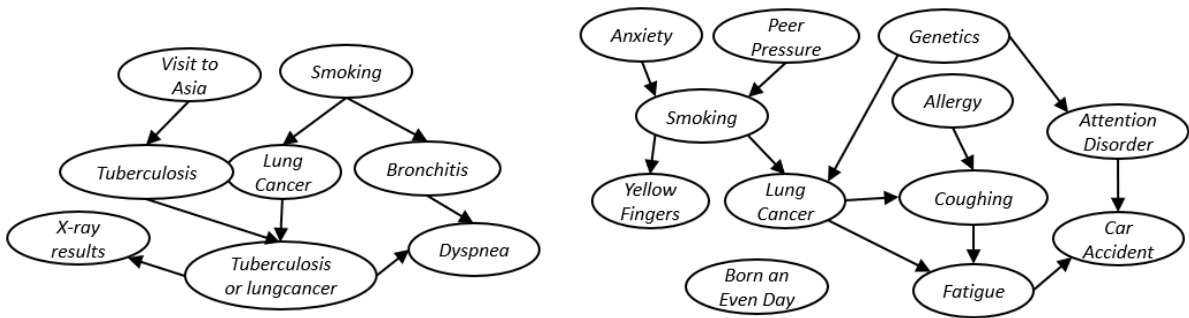 Visit to
Asia
Smoking
Tuberculosis
Lung
Cancer
Bronchitis
X-ray
results
Tuberculosis
or lungcancer
Dyspnea
Anxiety
Peer
Pressure
Genetics
Smoking
Allergy
Attention
Disorder
Yellow
Fingers
Lung
Cancer
Coughing
Car
Accident
Born an
Even Day
Fatigue